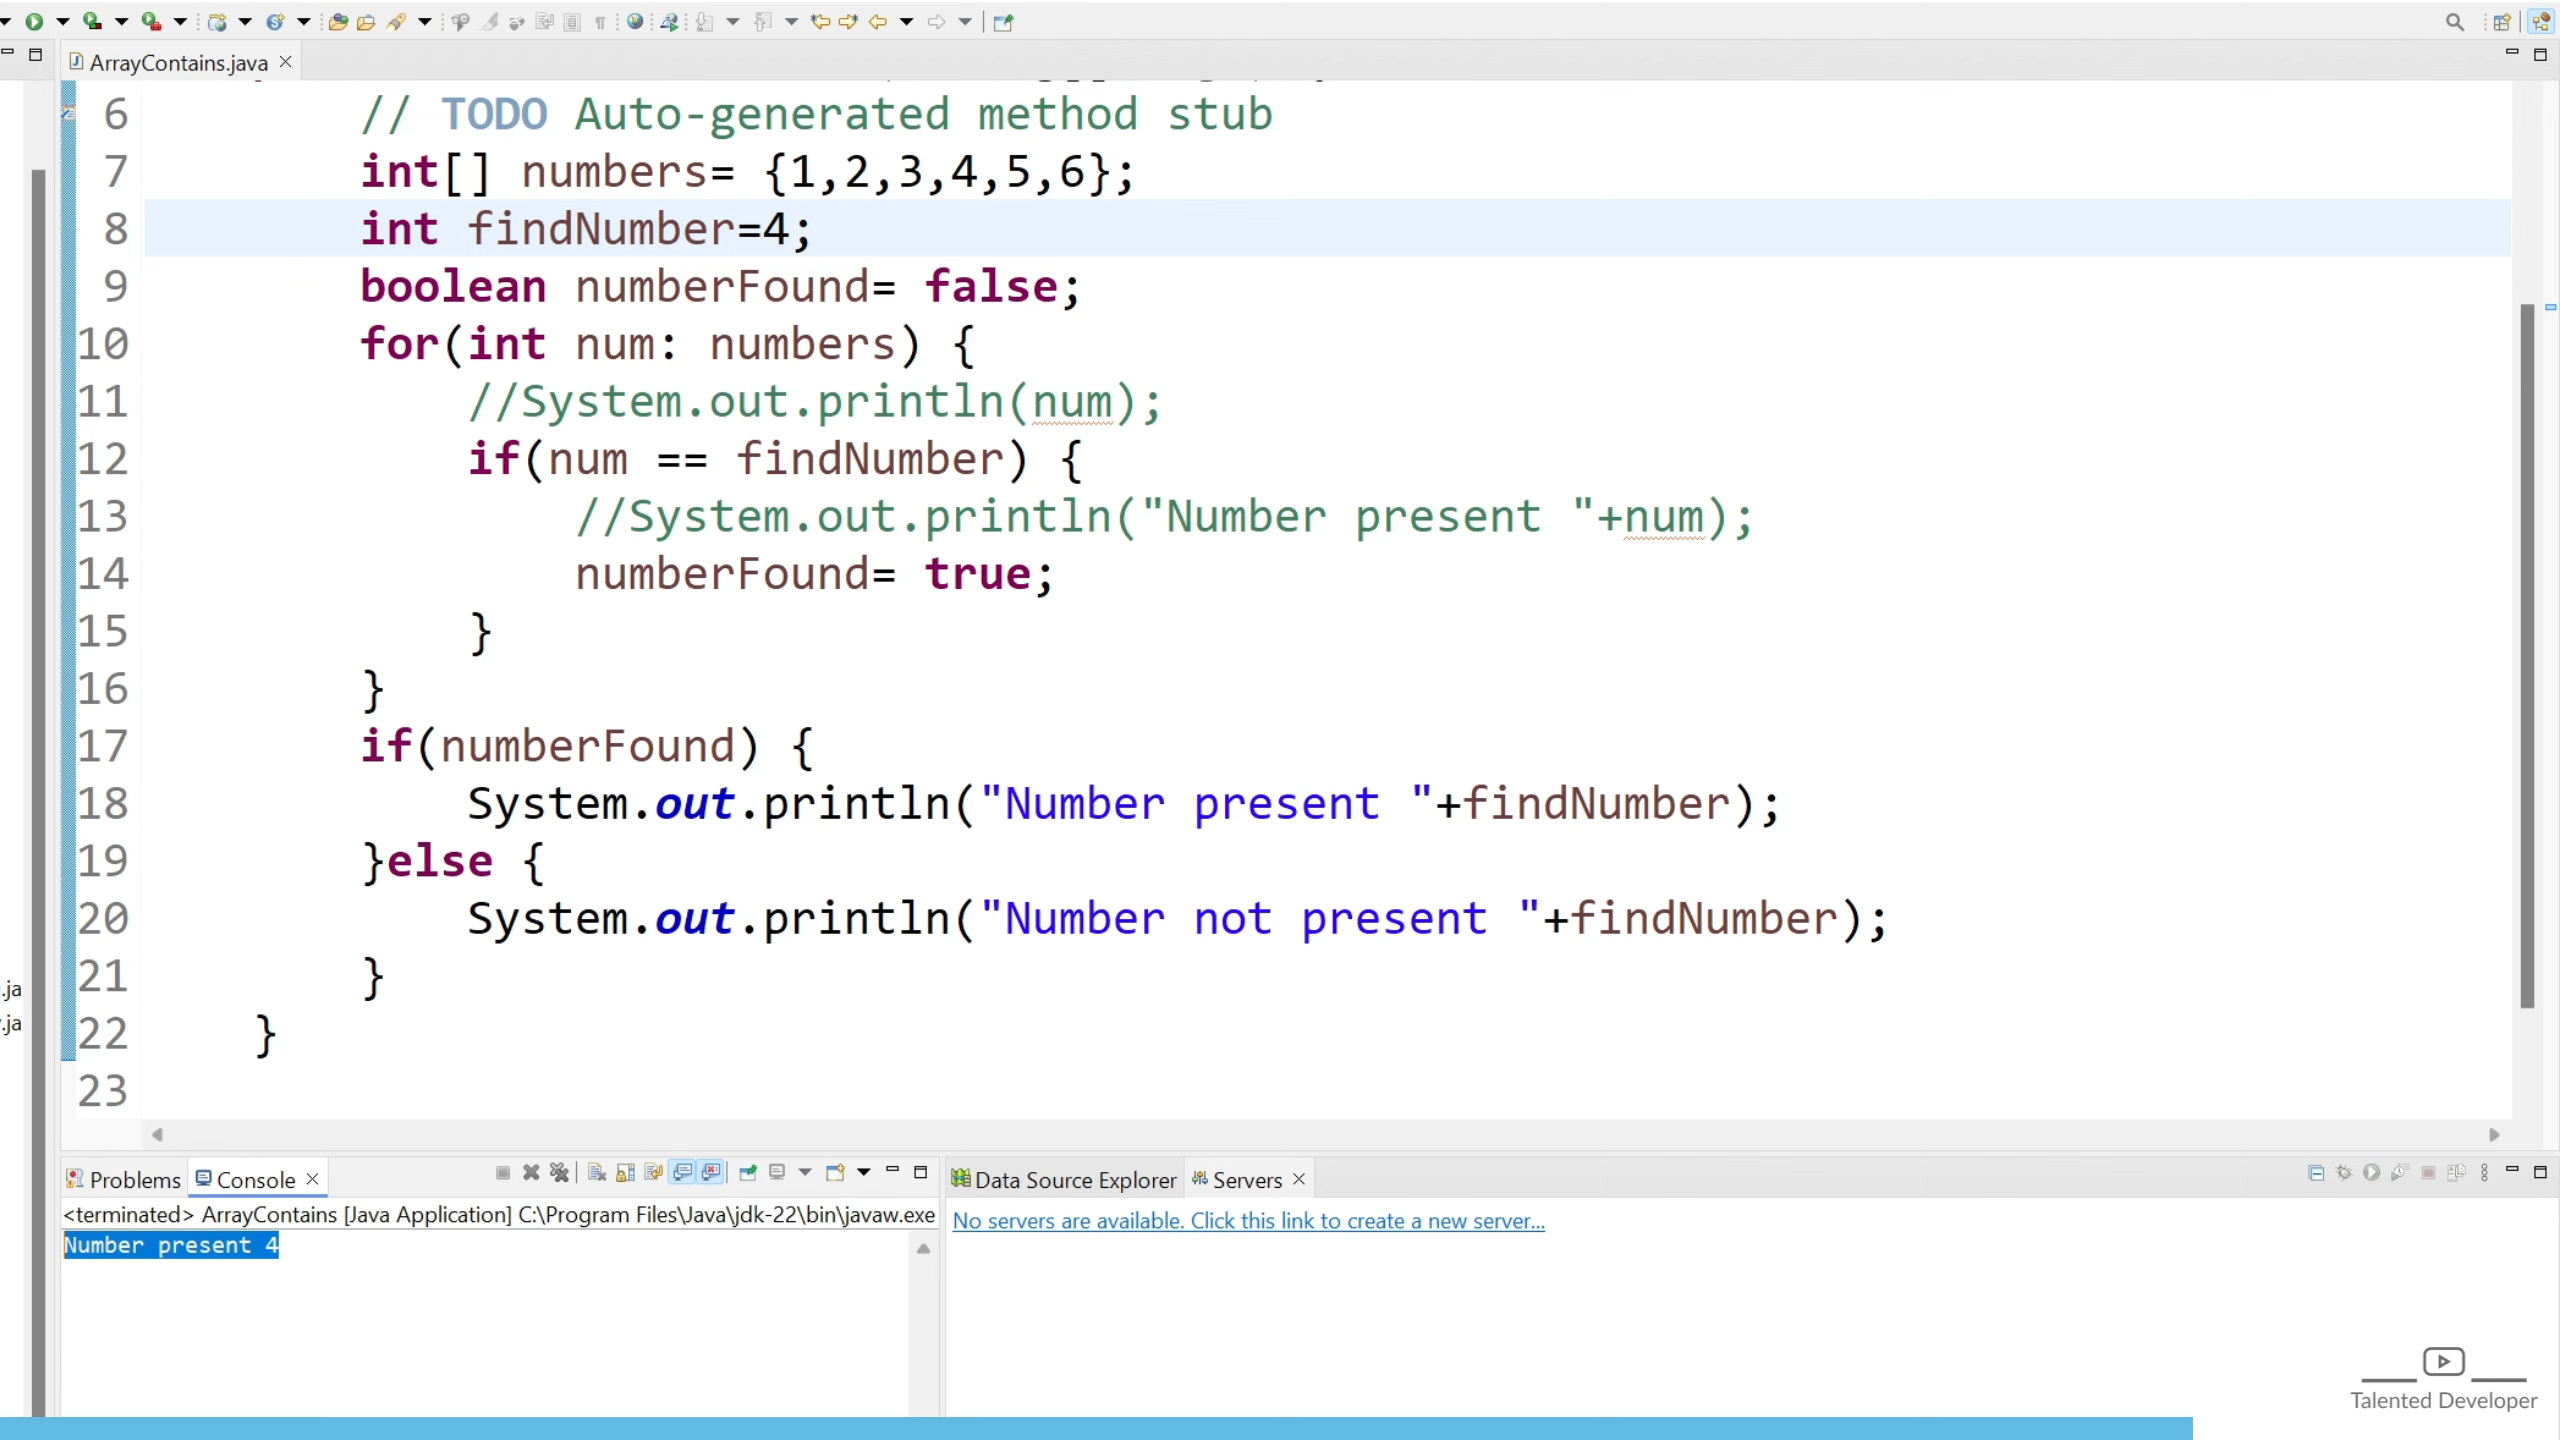 ArrayContains.java
6 // TODO Auto-generated method stub
7 int[] numbers= {1,2,3,4,5,6};
8 int findNumber=4;
9 boolean numberFound= false;
10 for(int num: numbers) {
11 //System.out.println(num);
12 if(num == findNumber) {
13 //System.out.println("Number present "+num);
14 numberFound= true;
15 }
16 }
17 if(numberFound) {
18 System.out.println("Number present "+findNumber);
19 }else {
20 System.out.println("Number not present "+findNumber);
21 }
22 }
23
.ja
.ja
Problems Console
<terminated> ArrayContains [Java Application] C:\Program Files\Java\jdk-22\bin\javaw.exe
Number present 4
Data Source Explorer Servers
No servers are available. Click this link to create a new server...
Talented Developer